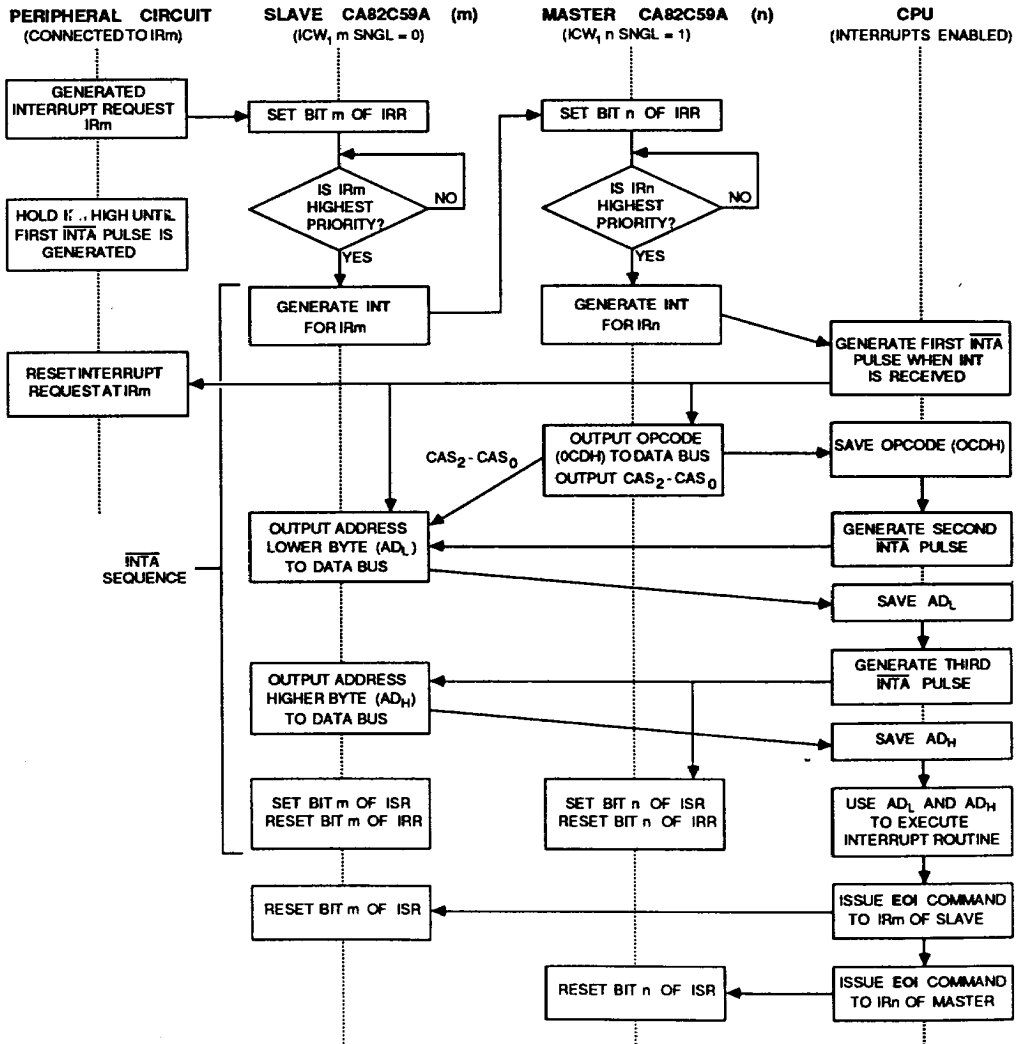 PERIPHERAL CIRCUIT
(CONNECTED TO IRm)
SLAVE CA82C59A (m)
(ICW1 m SNGL = 0)
MASTER CA82C59A (n)
(ICW1 n SNGL = 1)
CPU
(INTERRUPTS ENABLED)
GENERATED
INTERRUPT REQUEST
IRm
SET BIT m OF IRR
SET BIT n OF IRR
IS IRm
HIGHEST
PRIORITY?
NO
YES
IS IRn
HIGHEST
PRIORITY?
NO
YES
HOLD HIGH UNTIL
FIRST INTA PULSE IS
GENERATED
GENERATE INT
FOR IRm
GENERATE INT
FOR IRn
GENERATE FIRST INTA
PULSE WHEN INT
IS RECEIVED
RESET INTERRUPT
REQUEST AT IRm
OUTPUT OPCODE
(0CDH) TO DATA BUS
OUTPUT CAS2 - CAS0
SAVE OPCODE (OCDH)
CAS2 - CAS0
OUTPUT ADDRESS
LOWER BYTE (ADL)
TO DATA BUS
GENERATE SECOND
INTA PULSE
INTA
SEQUENCE
SAVE ADL
OUTPUT ADDRESS
HIGHER BYTE (ADH)
TO DATA BUS
GENERATE THIRD
INTA PULSE
SAVE ADH
SET BIT m OF ISR
RESET BIT m OF IRR
SET BIT n OF ISR
RESET BIT n OF IRR
USE ADL AND ADH
TO EXECUTE
INTERRUPT ROUTINE
RESET BIT m OF ISR
ISSUE EOI COMMAND
TO IRm OF SLAVE
RESET BIT n OF ISR
ISSUE EOI COMMAND
TO IRn OF MASTER